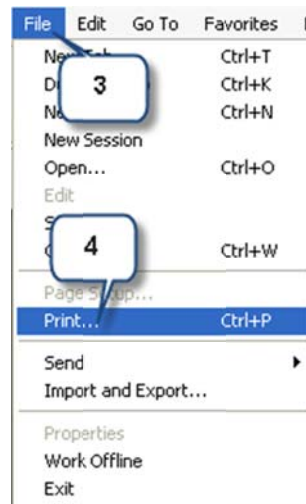 File Edit Go To Favorites
Ctrl+T
3
Ctrl+K
Ctrl+N
New Session
Open... Ctrl+O
Edit
4
Ctrl+W
Page
Print... Ctrl+P
Send
Import and Export...
Properties
Work Offline
Exit